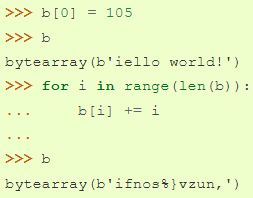 >>> b[0] = 105
>>> b
bytearray(b'iello world!')
>>> for i in range(len(b)):
...     b[i] += i
...
>>> b
bytearray(b'ifnos%}vzun,')